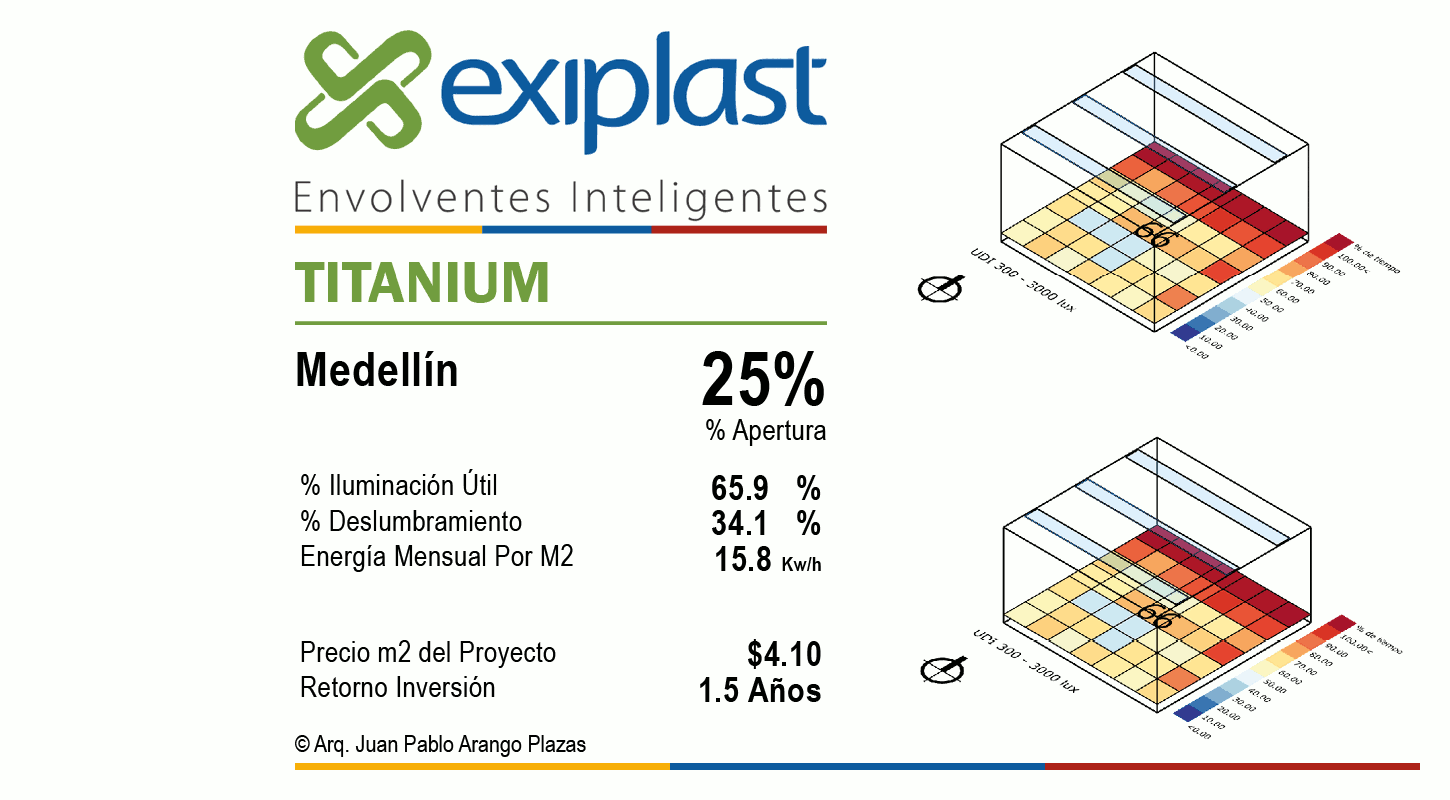 exiplast
Envolventes Inteligentes
TITANIUM
Medellín
25%
% Apertura
% Iluminación Útil 65.9 %
% Deslumbramiento 34.1 %
Energía Mensual Por M2 15.8 Kw/h
Precio m2 del Proyecto $4.10
Retorno Inversión 1.5 Años
© Arq. Juan Pablo Arango Plazas
66
UDI 300 - 3000 lux
% de tiempo
100.00<
90.00
80.00
70.00
60.00
50.00
40.00
30.00
20.00
10.00
<0.00
66
UDI 300 - 3000 lux
% de tiempo
100.00<
90.00
80.00
70.00
60.00
50.00
40.00
30.00
20.00
10.00
<0.00